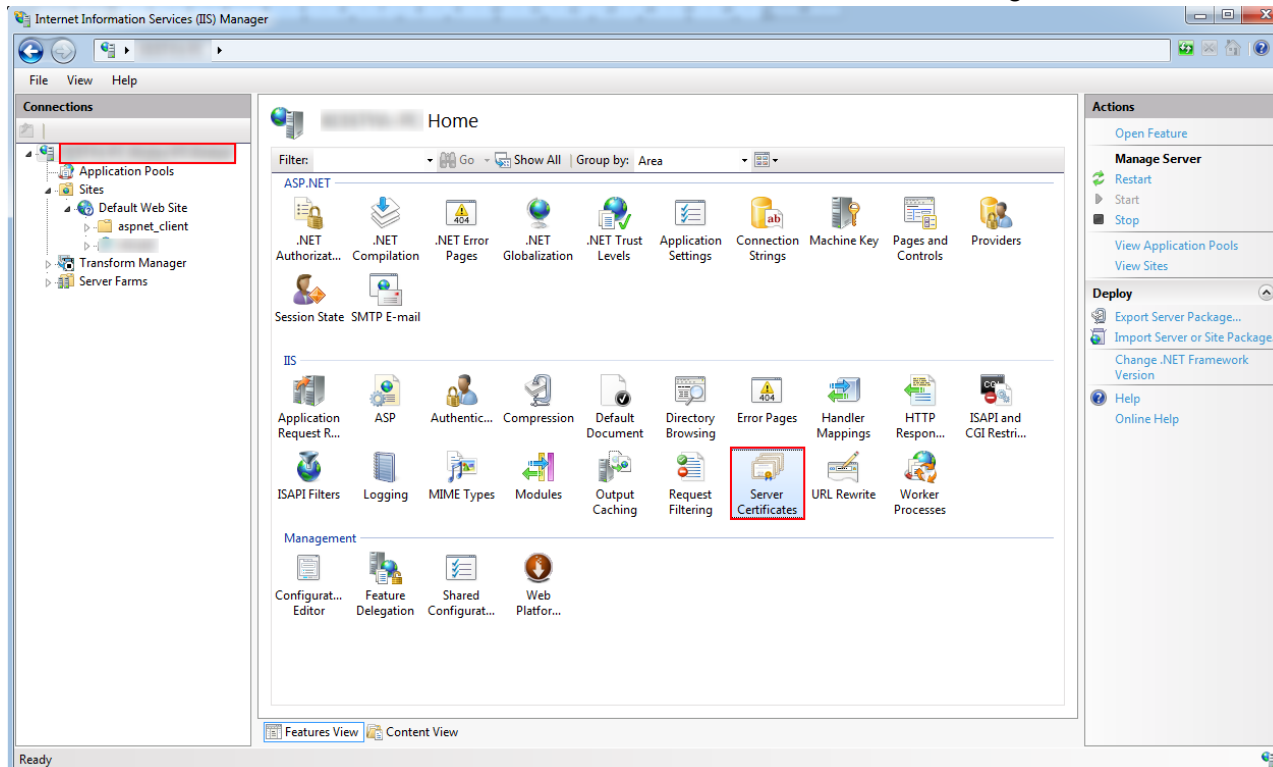 Internet Information Services (IIS) Manager
File View Help
Connections
Application Pools
Sites
Default Web Site
aspnet_client
Transform Manager
Server Farms
Home
Filter: Go Show All Group by: Area
ASP.NET
.NET Authorizat...
.NET Compilation
.NET Error Pages
.NET Globalization
.NET Trust Levels
Application Settings
Connection Strings
Machine Key
Pages and Controls
Providers
Session State
SMTP E-mail
IIS
Application Request R...
ASP
Authentic...
Compression
Default Document
Directory Browsing
Error Pages
Handler Mappings
HTTP Respon...
ISAPI and CGI Restri...
ISAPI Filters
Logging
MIME Types
Modules
Output Caching
Request Filtering
Server Certificates
URL Rewrite
Worker Processes
Management
Configurat... Editor
Feature Delegation
Shared Configurat...
Web Platfor...
Features View Content View
Ready
Actions
Open Feature
Manage Server
Restart
Start
Stop
View Application Pools
View Sites
Deploy
Export Server Package...
Import Server or Site Package
Change .NET Framework
Version
Help
Online Help